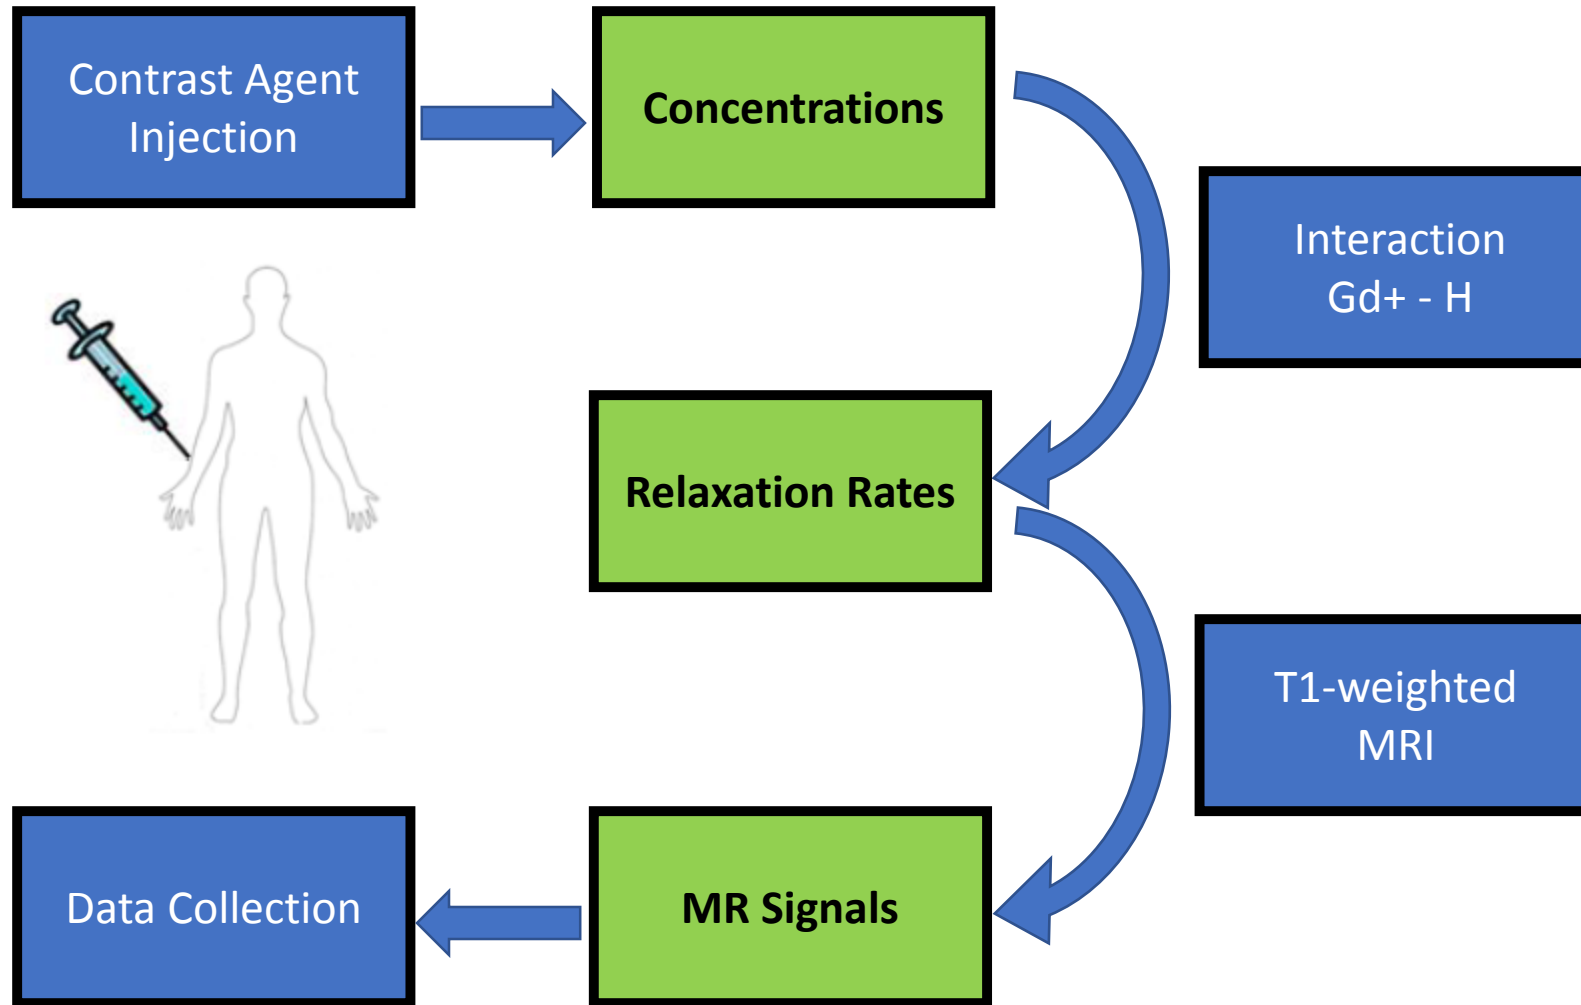 Contrast Agent
Injection
Concentrations
Interaction
Gd+ - H
Relaxation Rates
T1-weighted
MRI
Data Collection
MR Signals